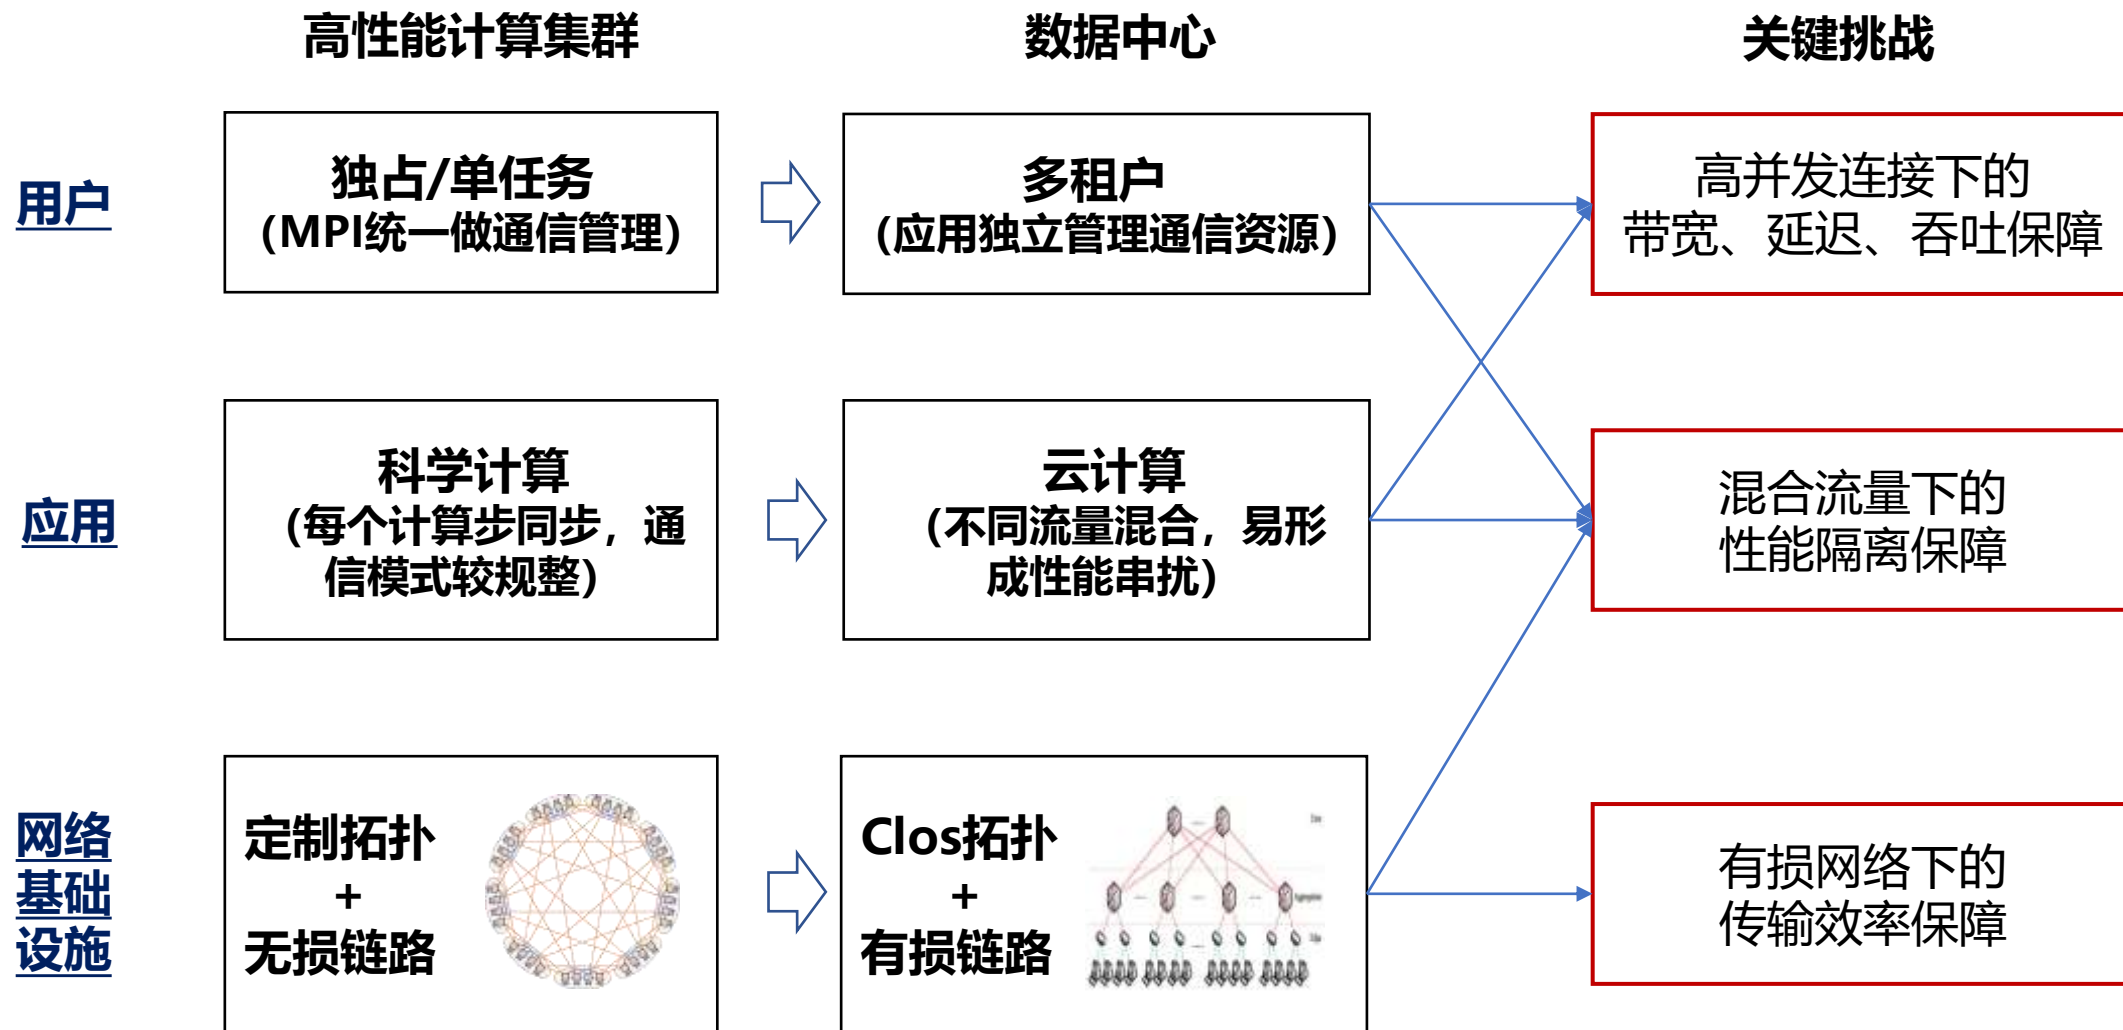 高性能计算集群
数据中心
关键挑战
用户
独占/单任务
（MPI统一做通信管理）
多租户
（应用独立管理通信资源）
高并发连接下的
带宽、延迟、吞吐保障
应用
科学计算
（每个计算步同步，通
信模式较规整）
云计算
（不同流量混合，易形
成性能串扰）
混合流量下的
性能隔离保障
网络
基础
设施
定制拓扑
+
无损链路
Clos拓扑
+
有损链路
有损网络下的
传输效率保障